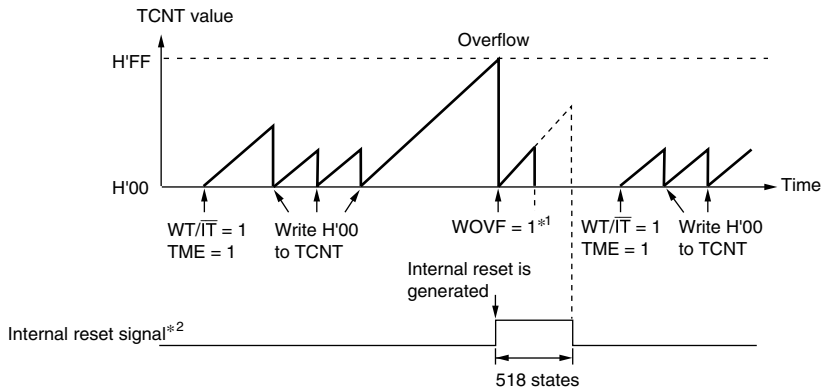 TCNT value
Overflow
H'FF
H'00
Time
WT/IT = 1
TME = 1
Write H'00
to TCNT
WOVF = 1*1
WT/IT = 1
TME = 1
Write H'00
to TCNT
Internal reset is
generated
Internal reset signal*2
518 states